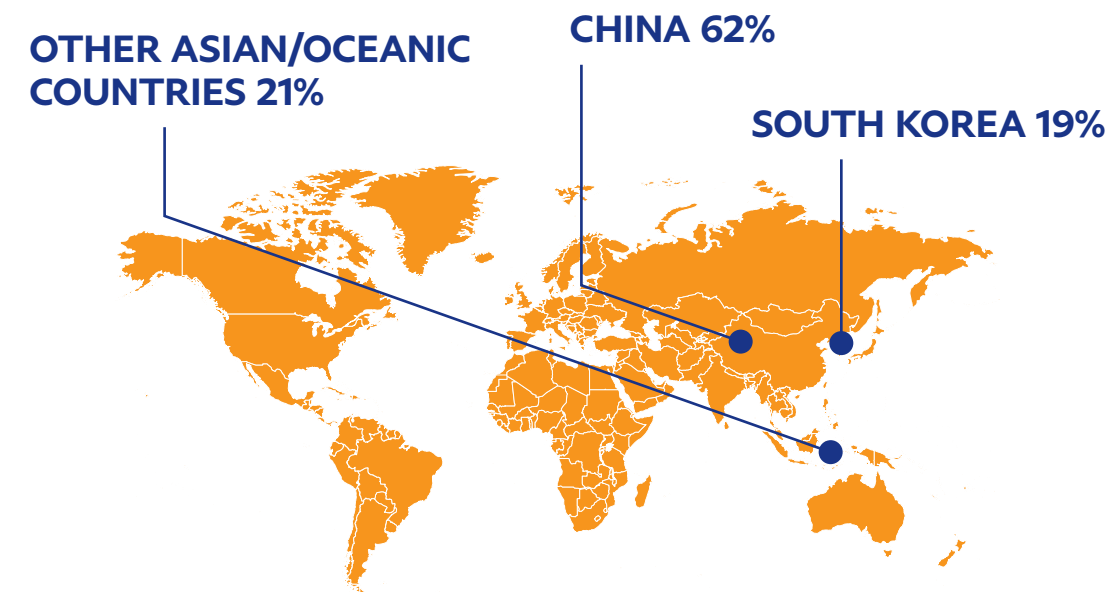 OTHER ASIAN/OCEANIC
COUNTRIES 21%
CHINA 62%
SOUTH KOREA 19%